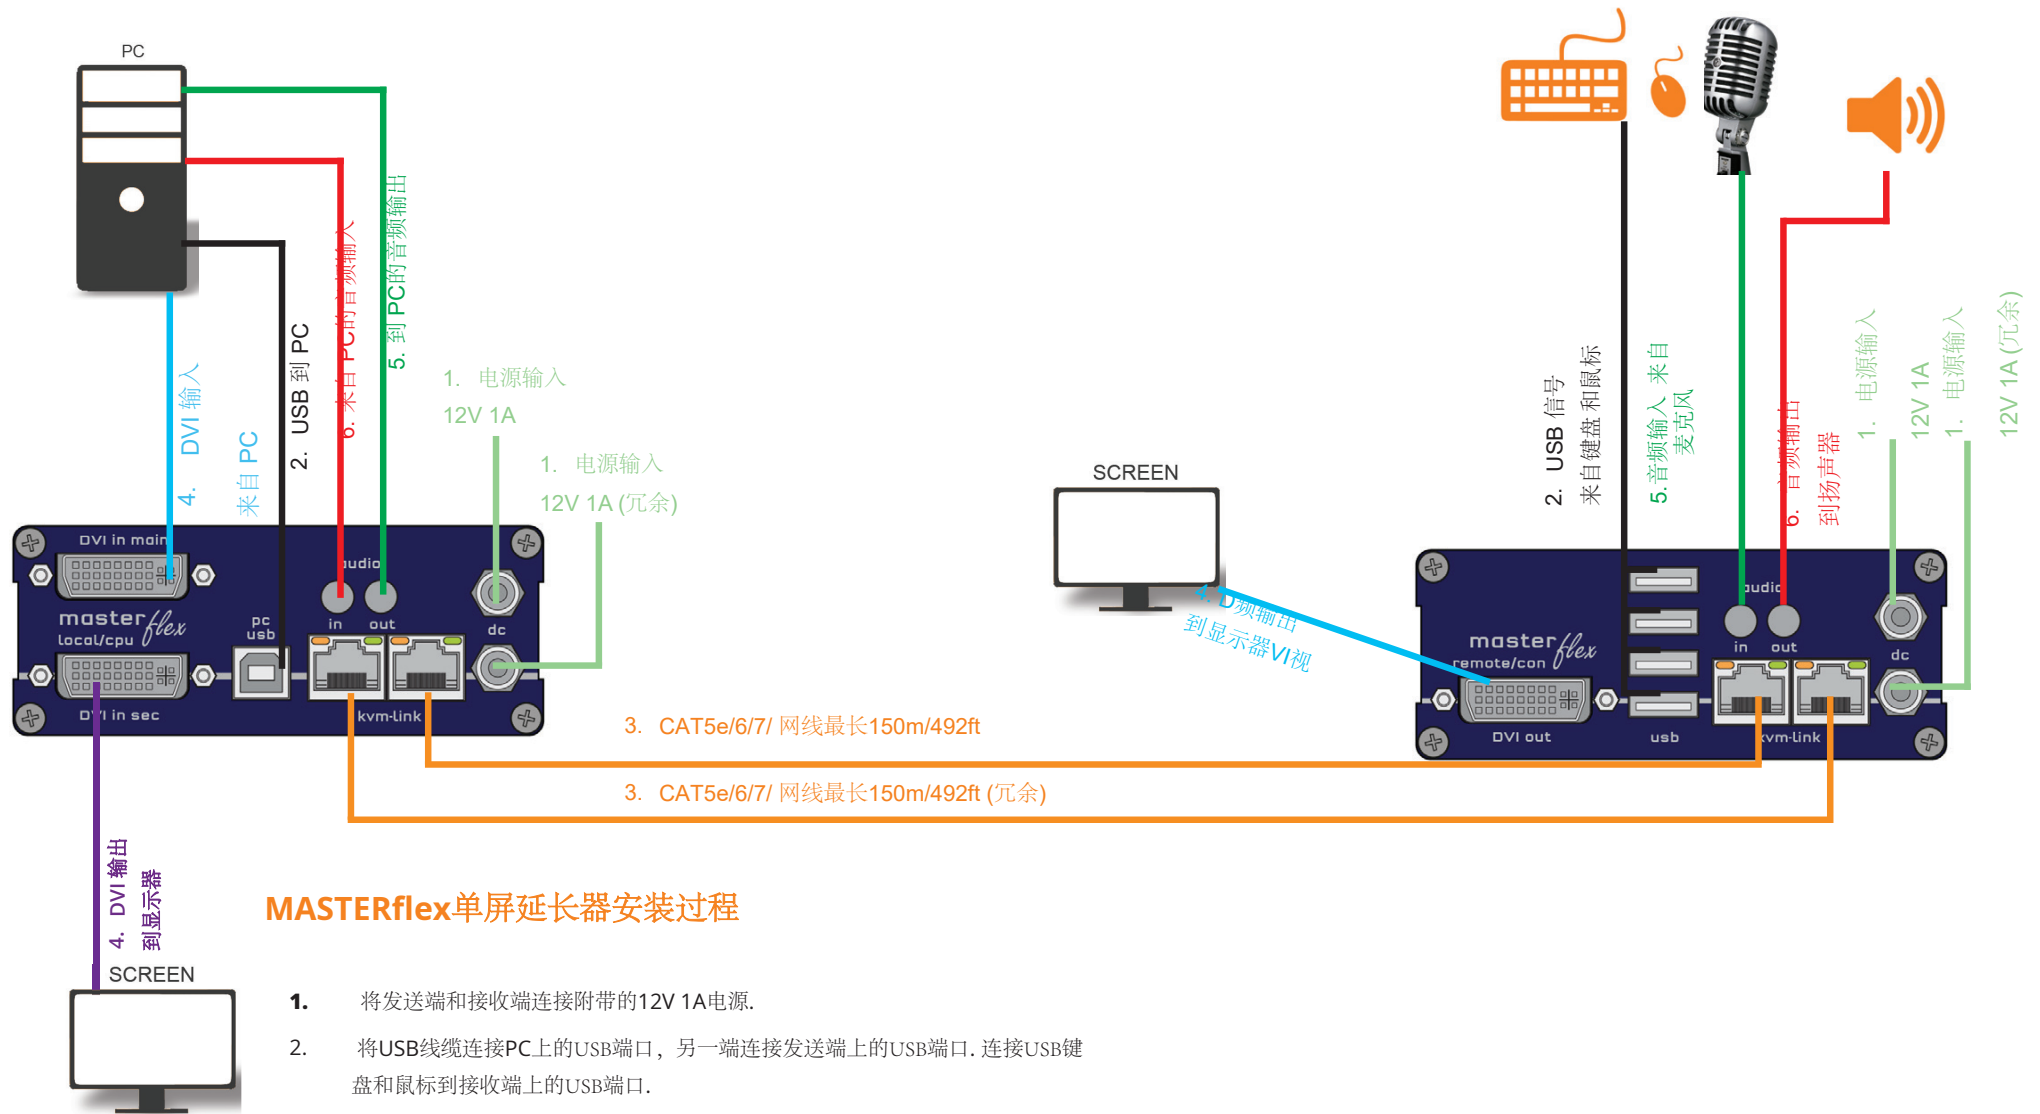 PC
5. 到 PC的音频输出
6. 来自 PC的音频输入
2. USB 到 PC
4. DVI 输入
来自 PC
1. 电源输入
12V 1A
1. 电源输入
12V 1A (冗余)
DVI in main
masterflex
local/cpu
DVI in sec
pc
usb
audio
in
out
dc
kvm-link
SCREEN
4. D频输出
到显示器VI视
2. USB 信号
来自键盘 和鼠标
5.音频输入 来自
麦克风
6. 音频输出
到扬声器
1. 电源输入
12V 1A
1. 电源输入
12V 1A (冗余)
masterflex
remote/con
DVI out
usb
audio
in
out
dc
kvm-link
3. CAT5e/6/7/ 网线最长150m/492ft
3. CAT5e/6/7/ 网线最长150m/492ft (冗余)
4. DVI 输出
到显示器
SCREEN
MASTERflex单屏延长器安装过程
1. 将发送端和接收端连接附带的12V 1A电源.
2. 将USB线缆连接PC上的USB端口，另一端连接发送端上的USB端口. 连接USB键
盘和鼠标到接收端上的USB端口.